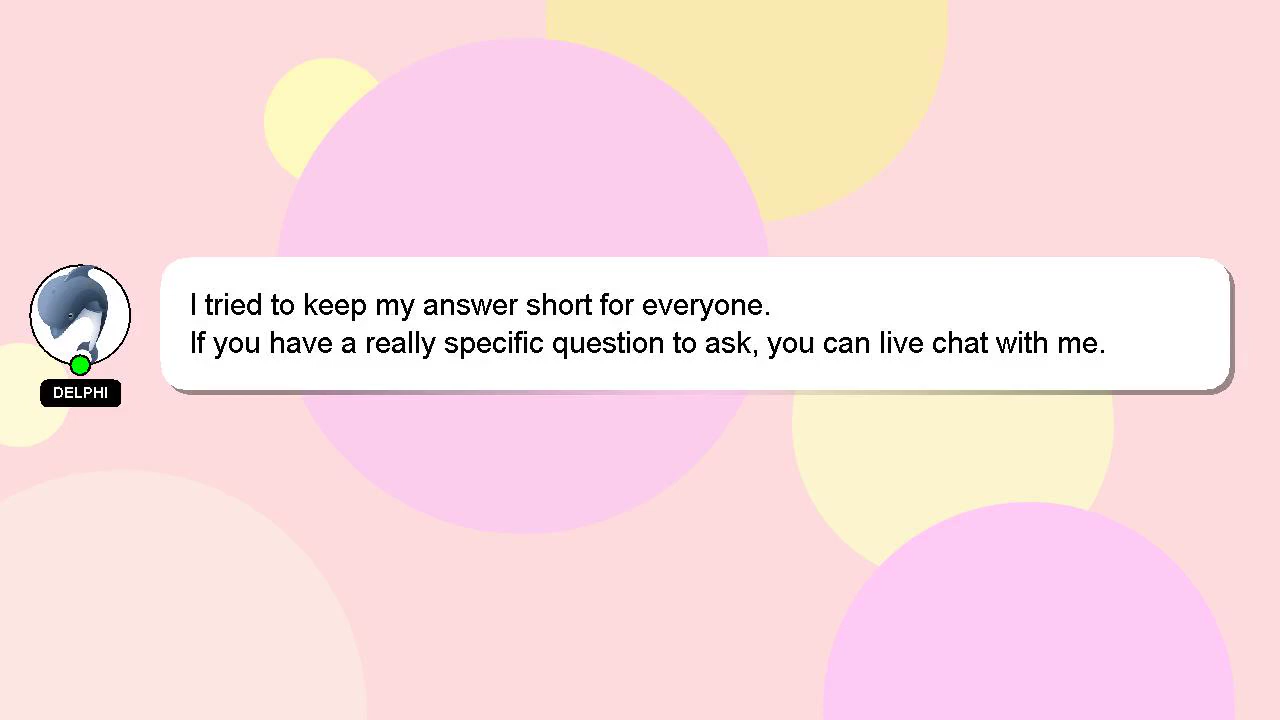 I tried to keep my answer short for everyone.
If you have a really specific question to ask, you can live chat with me.
DELPHI